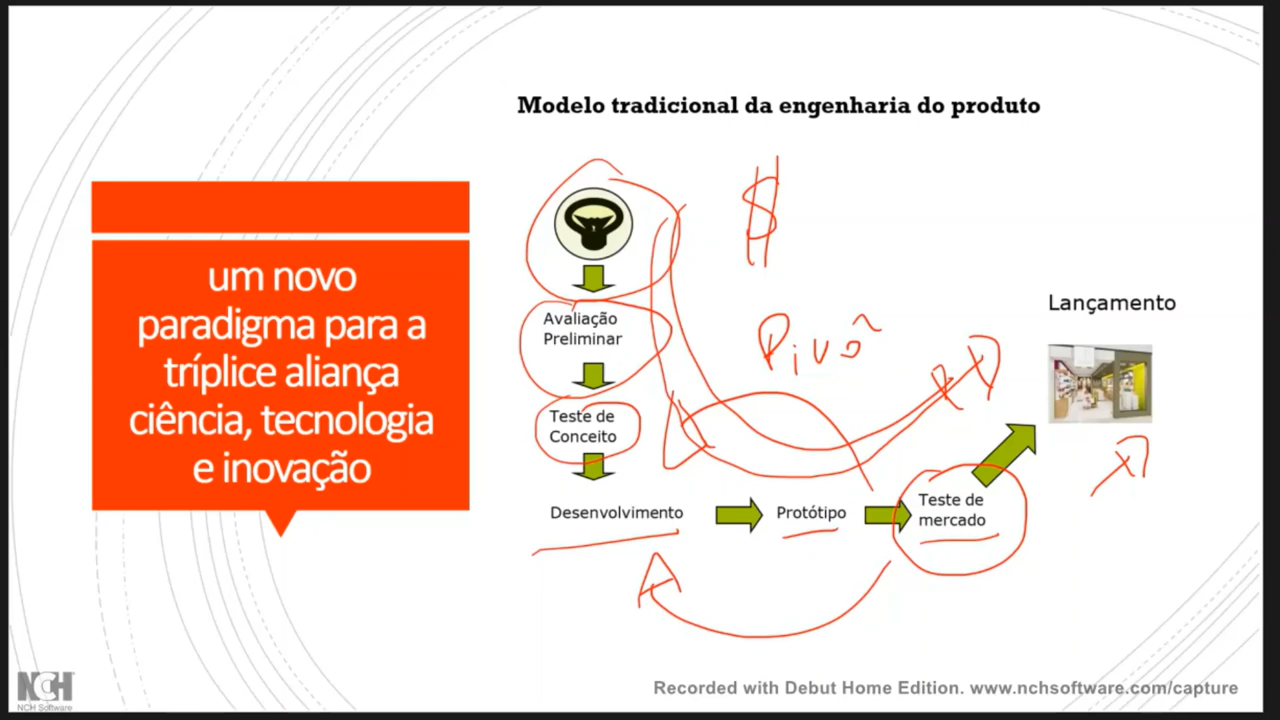 Modelo tradicional da engenharia do produto
um novo
paradigma para a
tríplice aliança
ciência, tecnologia
e inovação
$
Avaliação
Preliminar
Pivô
Lançamento
Teste de
Conceito
Desenvolvimento
Protótipo
Teste de
mercado
NCH
NCH Software
Recorded with Debut Home Edition. www.nchsoftware.com/capture